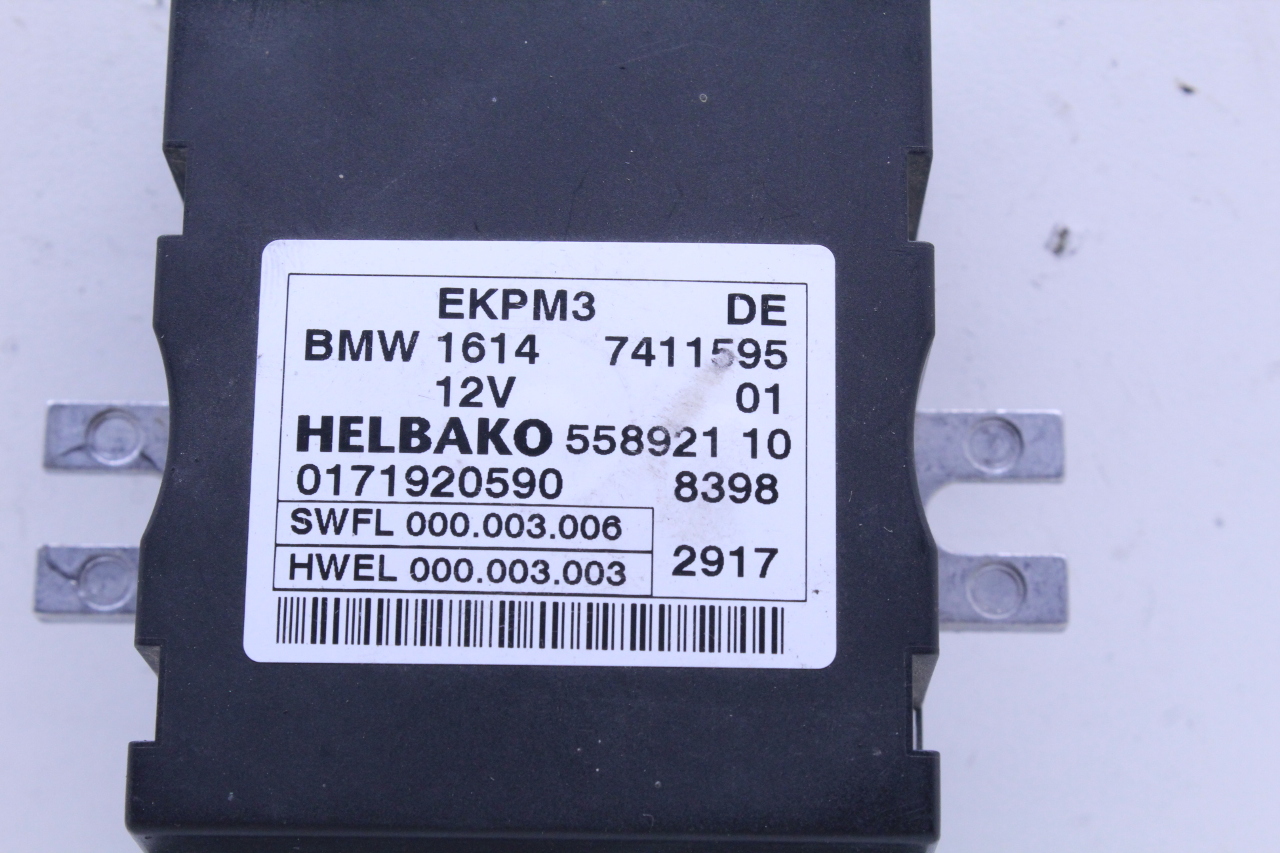 EKPM3 DE
BMW 1614 7411595
12V 01
HELBAKO 558921 10
0171920590 8398
SWFL 000.003.006
HWEL 000.003.003 2917